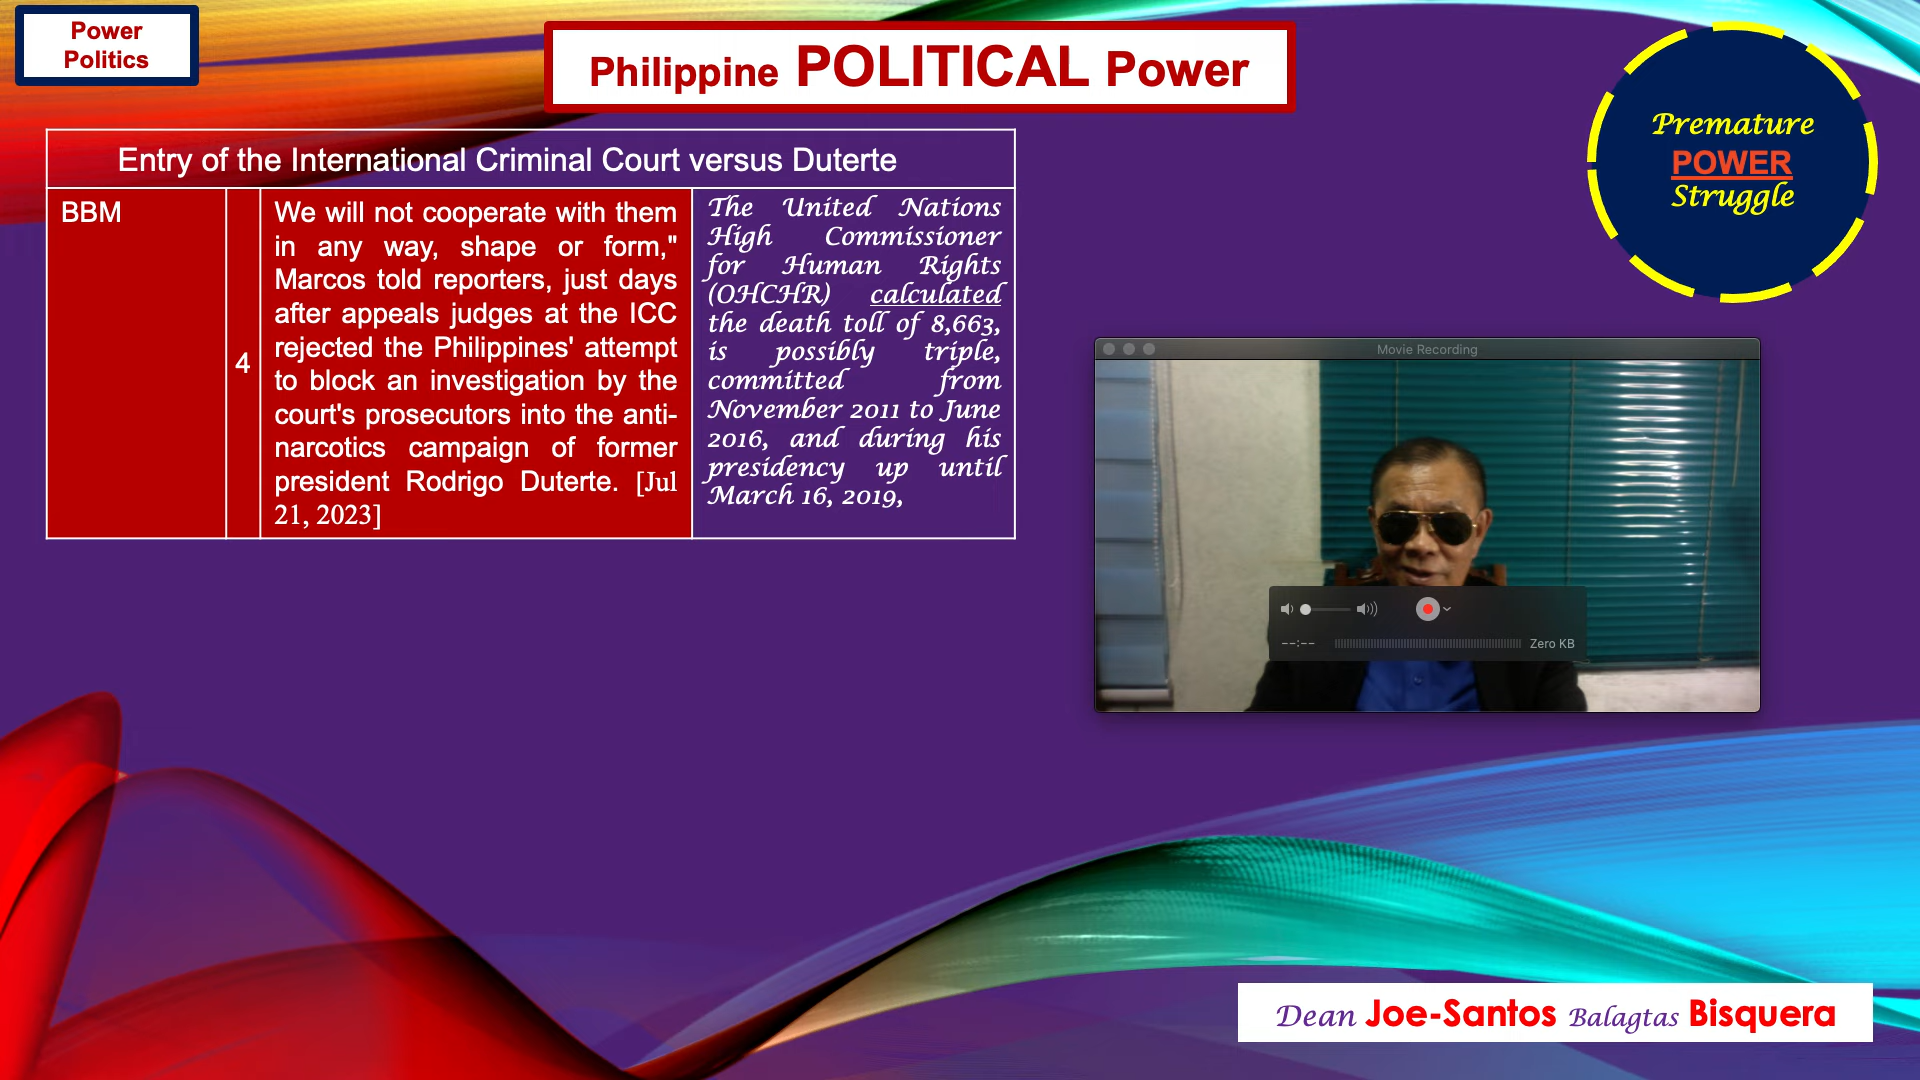 Power
Politics
Philippine POLITICAL Power
Premature
POWER
Struggle
Entry of the International Criminal Court versus Duterte
BBM
4
We will not cooperate with them
in any way, shape or form,"
Marcos told reporters, just days
after appeals judges at the ICC
rejected the Philippines' attempt
to block an investigation by the
court's prosecutors into the anti-
narcotics campaign of former
president Rodrigo Duterte. [Jul
21, 2023]
The United Nations
High Commissioner
for Human Rights
(OHCHR) calculated
the death toll of 8,663,
is possibly triple,
committed from
November 2011 to June
2016, and during his
presidency up until
March 16, 2019,
Movie Recording
--:--
Zero KB
Dean Joe-Santos Balagtas Bisquera